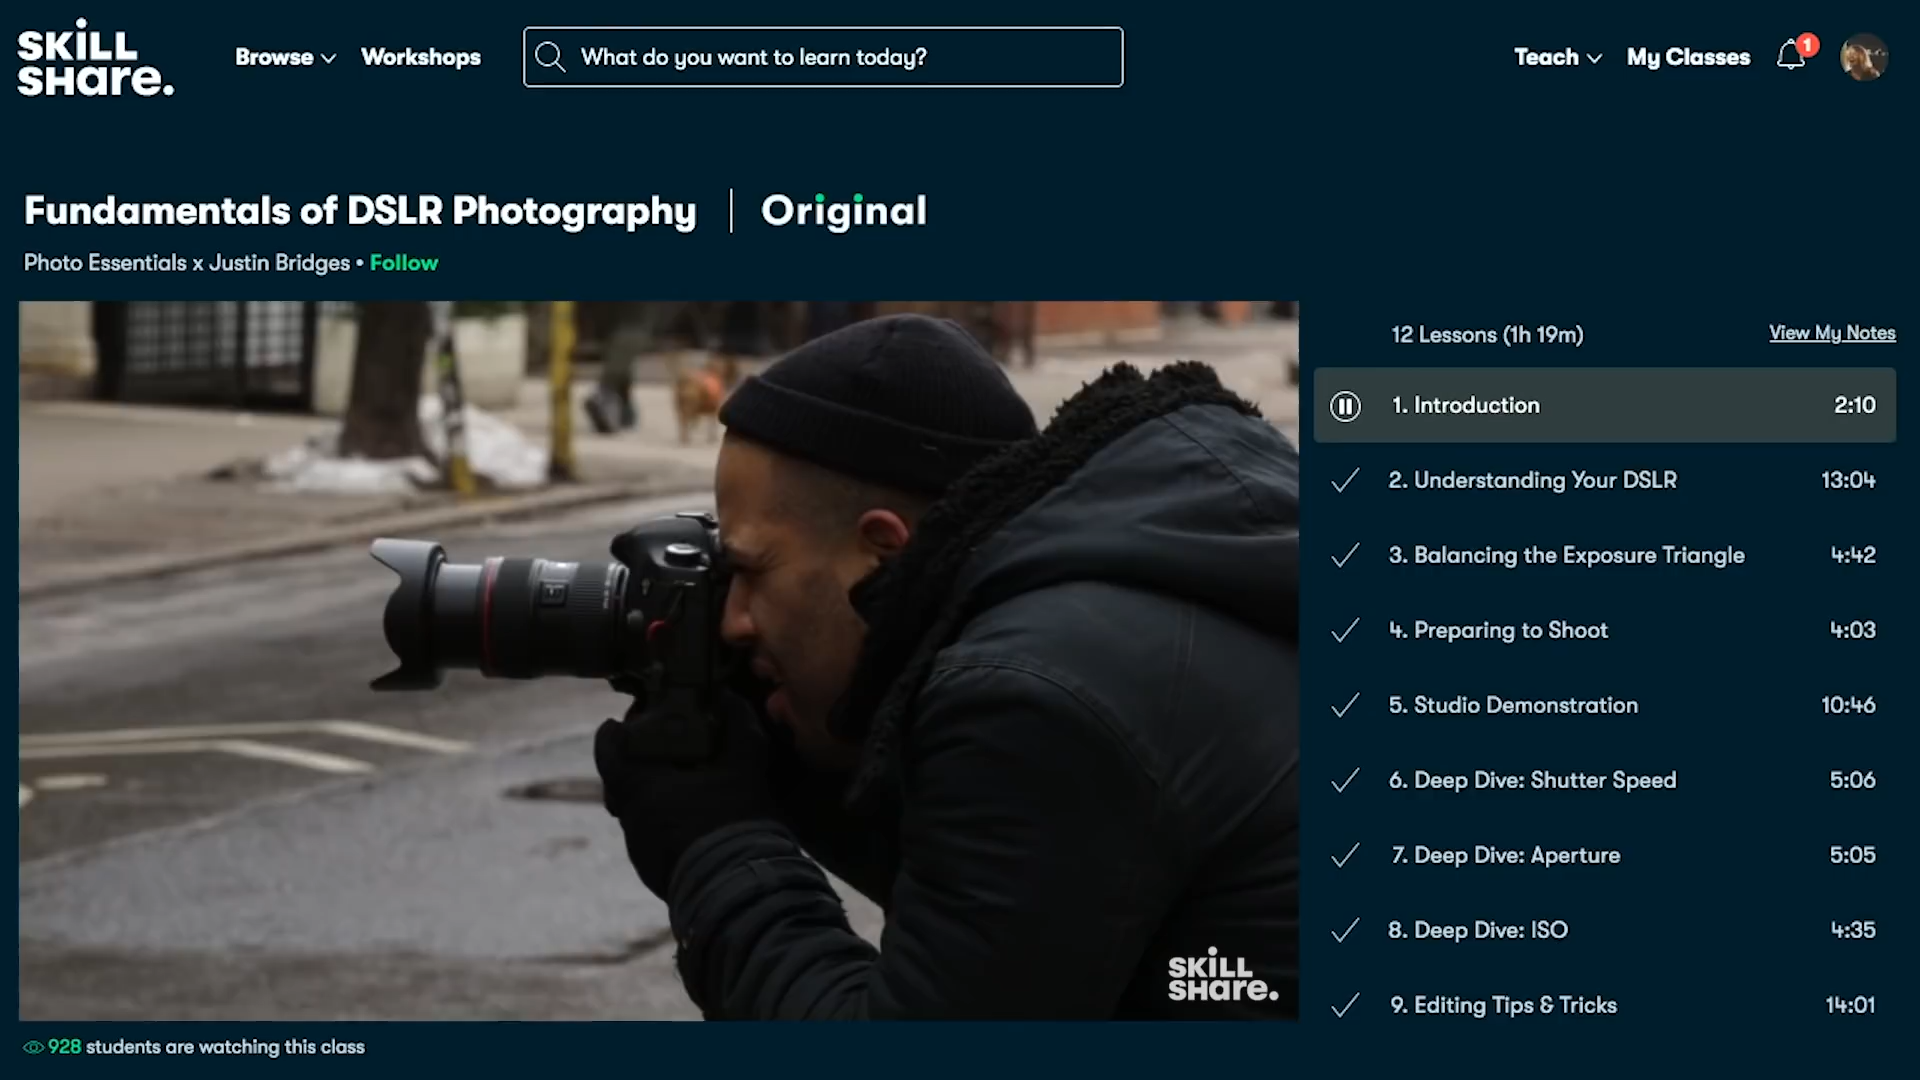 SKILL
SHare.
Browse
Workshops
What do you want to learn today?
Teach
My Classes
1
Fundamentals of DSLR Photography
Original
Photo Essentials x Justin Bridges • Follow
12 Lessons (1h 19m)
View My Notes
1. Introduction 2:10
2. Understanding Your DSLR 13:04
3. Balancing the Exposure Triangle 4:42
4. Preparing to Shoot 4:03
5. Studio Demonstration 10:46
6. Deep Dive: Shutter Speed 5:06
7. Deep Dive: Aperture 5:05
8. Deep Dive: ISO 4:35
9. Editing Tips & Tricks 14:01
SKILL
SHare.
928 students are watching this class